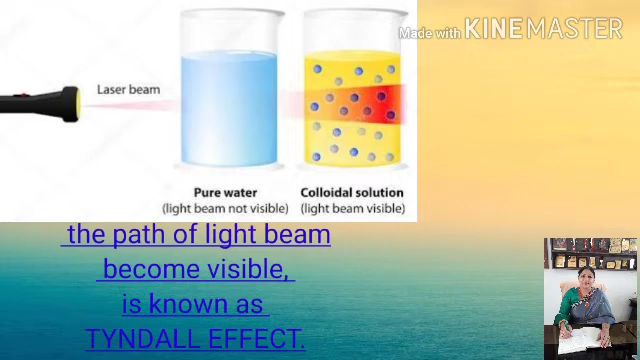 Made with KINEMASTER
Laser beam
Pure water
(light beam not visible)
Colloidal solution
(light beam visible)
the path of light beam
become visible,
is known as
TYNDALL EFFECT.